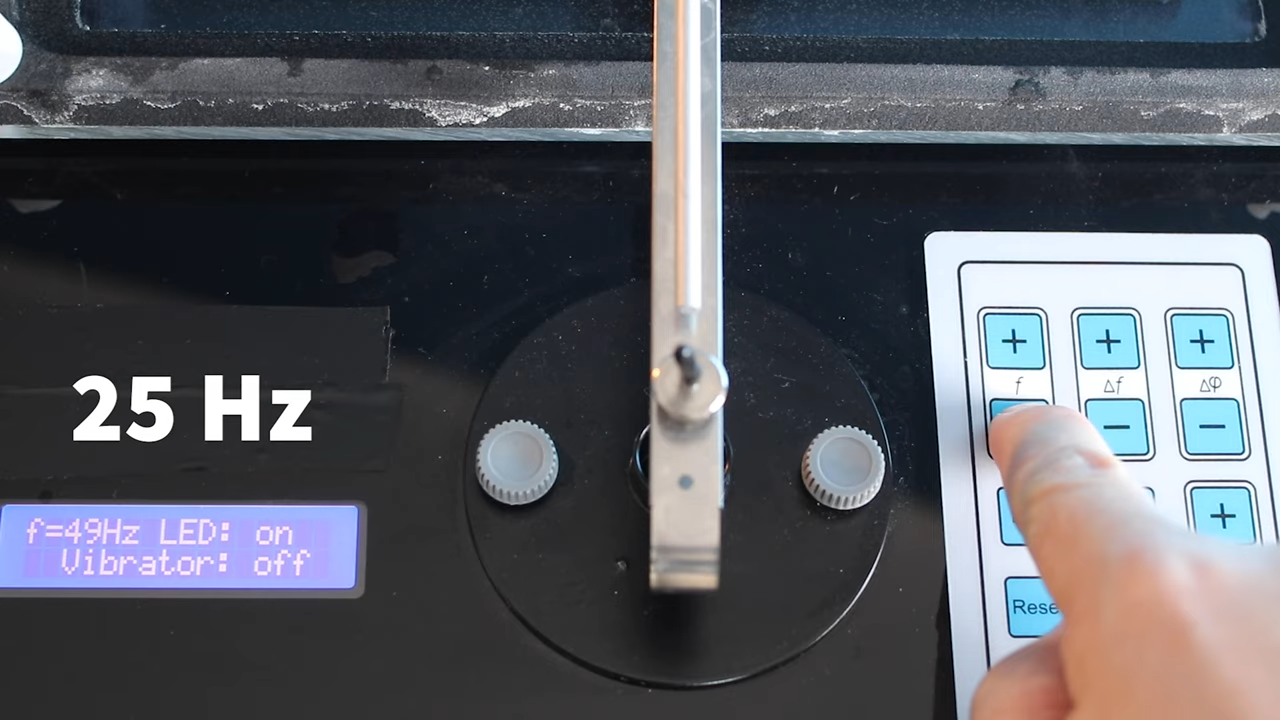 + + +
f Δf Δφ
- -
25 Hz
+
f=49Hz LED: on
Vibrator: off
Rese